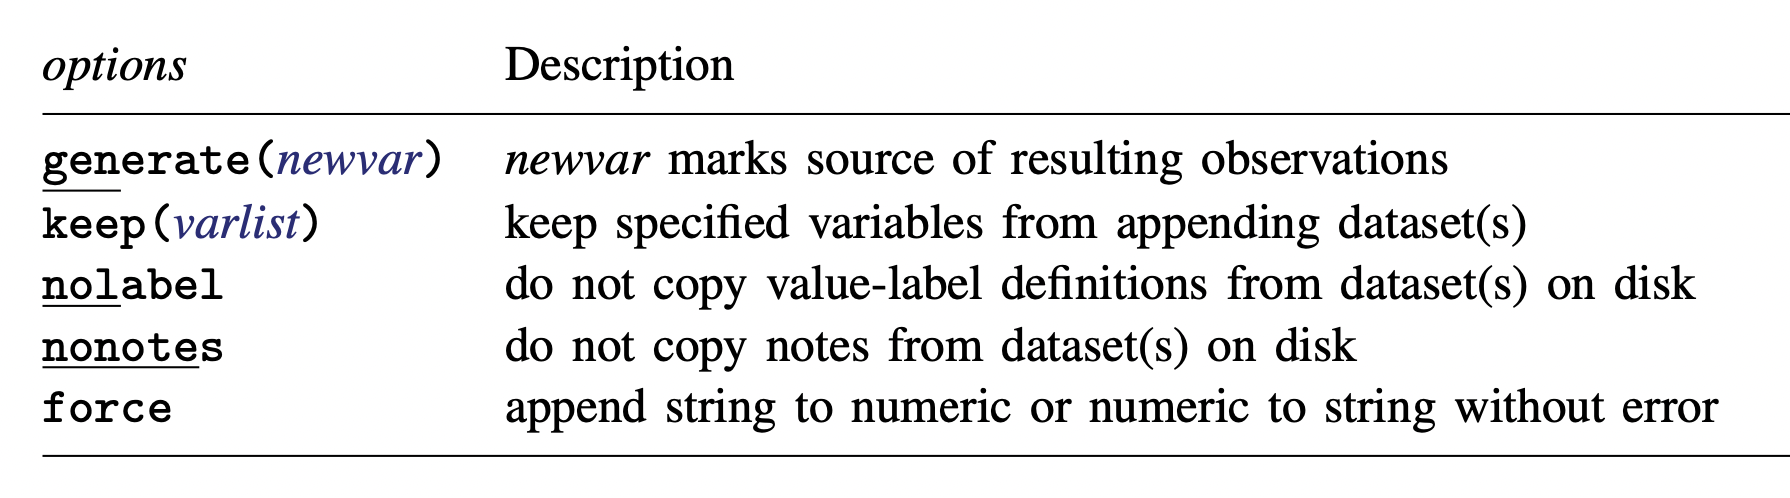 options Description
generate(newvar) newvar marks source of resulting observations
keep(varlist) keep specified variables from appending dataset(s)
nolabel do not copy value-label definitions from dataset(s) on disk
nonotes do not copy notes from dataset(s) on disk
force append string to numeric or numeric to string without error